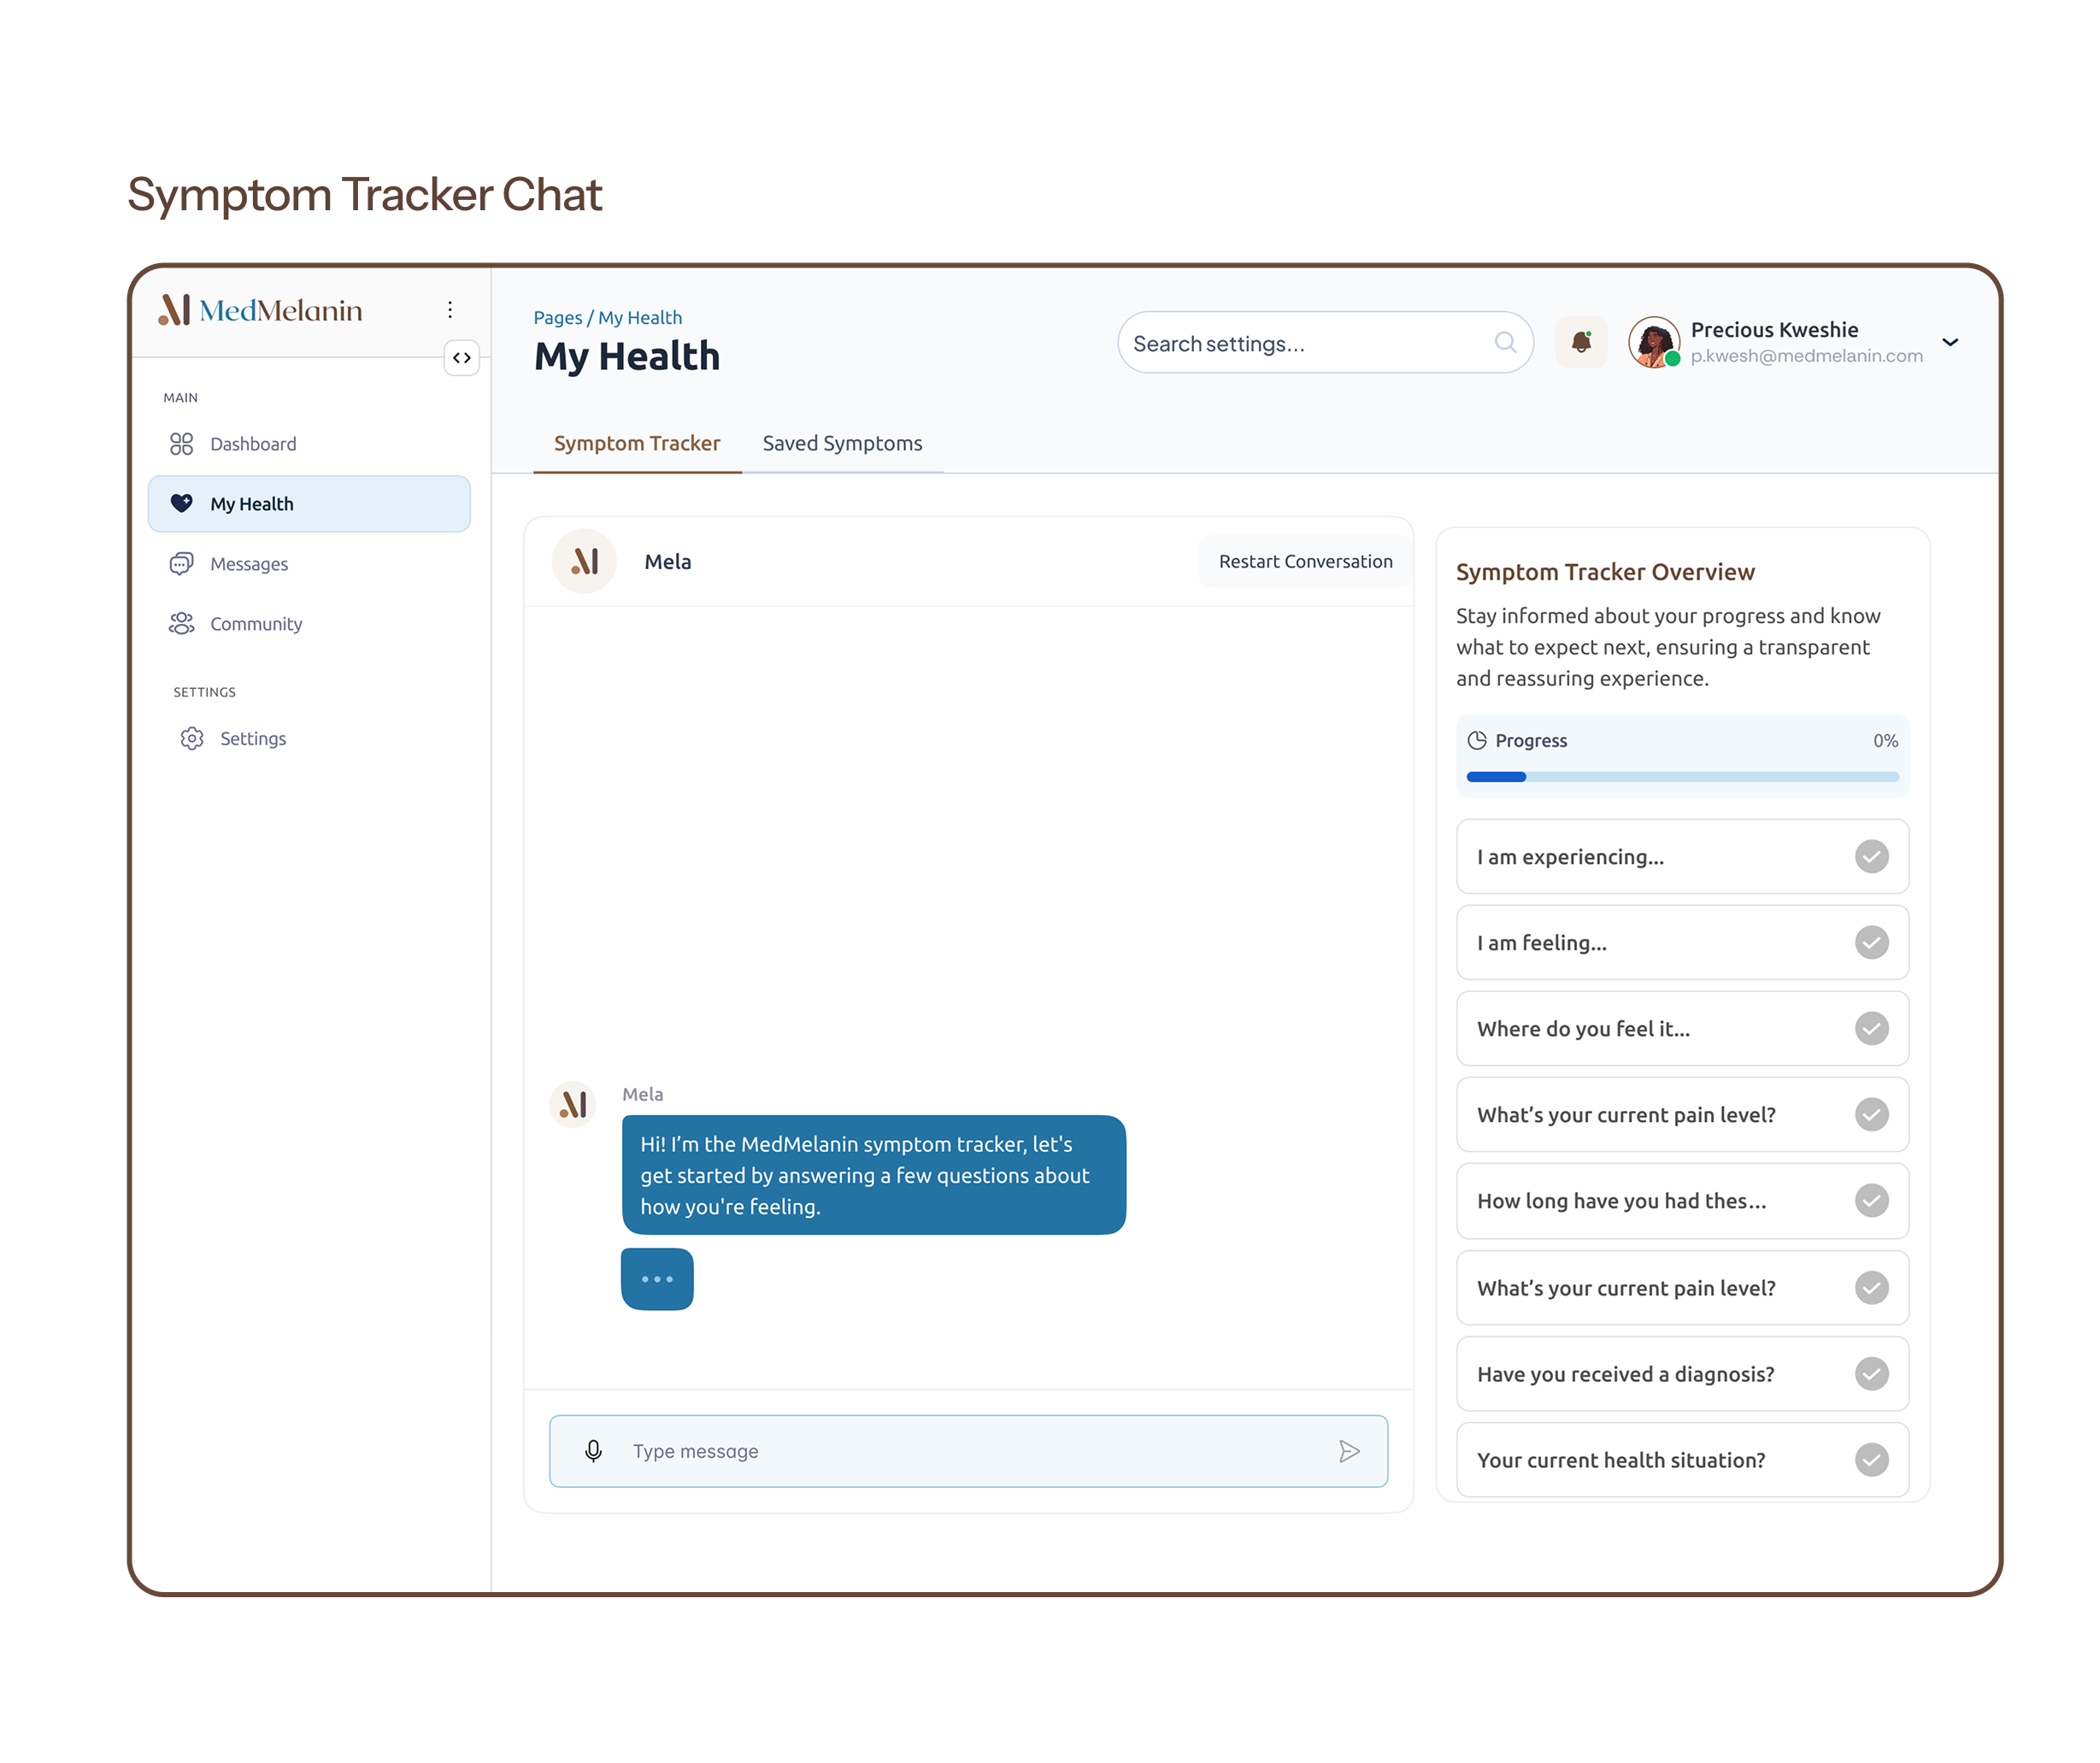 Symptom Tracker Chat
MedMelanin
MAIN
Dashboard
My Health
Messages
Community
SETTINGS
Settings
Pages / My Health
My Health
Search settings...
Precious Kweshie
p.kwesh@medmelanin.com
Symptom Tracker
Saved Symptoms
Mela
Restart Conversation
Mela
Hi! I’m the MedMelanin symptom tracker, let's
get started by answering a few questions about
how you're feeling.
Type message
Symptom Tracker Overview
Stay informed about your progress and know
what to expect next, ensuring a transparent
and reassuring experience.
Progress
0%
I am experiencing...
I am feeling...
Where do you feel it...
What’s your current pain level?
How long have you had thes...
What’s your current pain level?
Have you received a diagnosis?
Your current health situation?